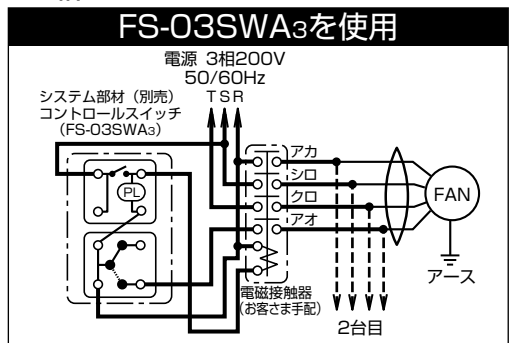 FS-03SWA3を使用
電源 3相200V
50/60Hz
T S R
システム部材（別売）
コントロールスイッチ
（FS-03SWA3）
PL
アカ
シロ
クロ
アオ
FAN
アース
電磁接触器
（お客さま手配）
2台目